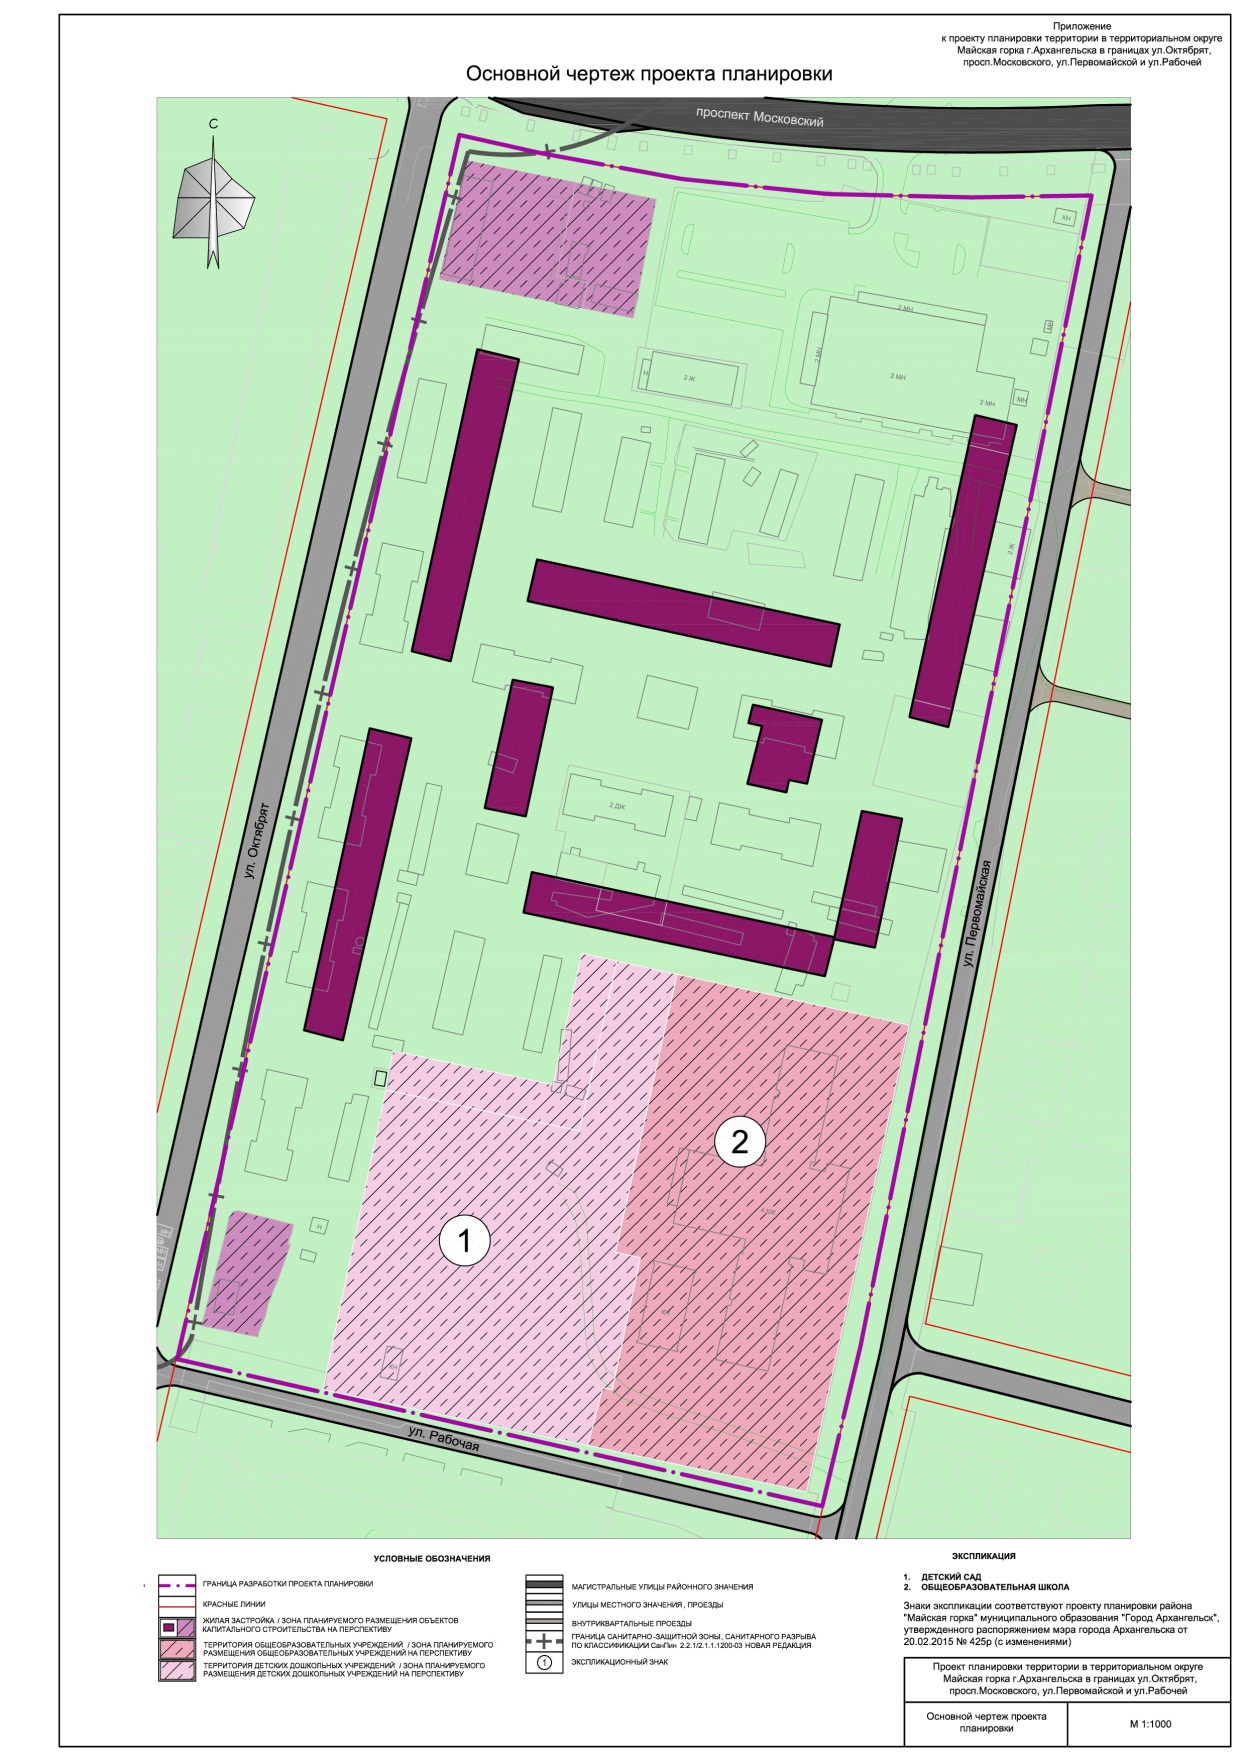 Приложение
к проекту планировки территории в территориальном округе
Майская горка г.Архангельска в границах ул.Октябрят,
просп.Московского, ул.Первомайской и ул.Рабочей
Основной чертеж проекта планировки
проспект Московский
С
КН
2 МН
2 МН
2 МН
2 МН
МН
Н
2 Ж
2 Ж
2 ДЖ
ул. Октябрят
ул. Первомайская
2
1
Н
КН
КН
ул. Рабочая
УСЛОВНЫЕ ОБОЗНАЧЕНИЯ
ГРАНИЦА РАЗРАБОТКИ ПРОЕКТА ПЛАНИРОВКИ
КРАСНЫЕ ЛИНИИ
ЖИЛАЯ ЗАСТРОЙКА / ЗОНА ПЛАНИРУЕМОГО РАЗМЕЩЕНИЯ ОБЪЕКТОВ
КАПИТАЛЬНОГО СТРОИТЕЛЬСТВА НА ПЕРСПЕКТИВУ
ТЕРРИТОРИЯ ОБЩЕОБРАЗОВАТЕЛЬНЫХ УЧРЕЖДЕНИЙ / ЗОНА ПЛАНИРУЕМОГО
РАЗМЕЩЕНИЯ ОБЩЕОБРАЗОВАТЕЛЬНЫХ УЧРЕЖДЕНИЙ НА ПЕРСПЕКТИВУ
ТЕРРИТОРИЯ ДЕТСКИХ ДОШКОЛЬНЫХ УЧРЕЖДЕНИЙ / ЗОНА ПЛАНИРУЕМОГО
РАЗМЕЩЕНИЯ ДЕТСКИХ ДОШКОЛЬНЫХ УЧРЕЖДЕНИЙ НА ПЕРСПЕКТИВУ
МАГИСТРАЛЬНЫЕ УЛИЦЫ РАЙОННОГО ЗНАЧЕНИЯ
УЛИЦЫ МЕСТНОГО ЗНАЧЕНИЯ , ПРОЕЗДЫ
ВНУТРИКВАРТАЛЬНЫЕ ПРОЕЗДЫ
ГРАНИЦА САНИТАРНО-ЗАЩИТНОЙ ЗОНЫ, САНИТАРНОГО РАЗРЫВА
ПО КЛАССИФИКАЦИИ СанПин 2.2.1/2.1.1.1200-03 НОВАЯ РЕДАКЦИЯ
1
ЭКСПЛИКАЦИОННЫЙ ЗНАК
ЭКСПЛИКАЦИЯ
1. ДЕТСКИЙ САД
2. ОБЩЕОБРАЗОВАТЕЛЬНАЯ ШКОЛА
Знаки экспликации соответствуют проекту планировки района
"Майская горка" муниципального образования "Город Архангельск",
утвержденного распоряжением мэра города Архангельска от
20.02.2015 № 425р (с изменениями)
Проект планировки территории в территориальном округе
Майская горка г.Архангельска в границах ул.Октябрят,
просп.Московского, ул.Первомайской и ул.Рабочей
Основной чертеж проекта
планировки
М 1:1000